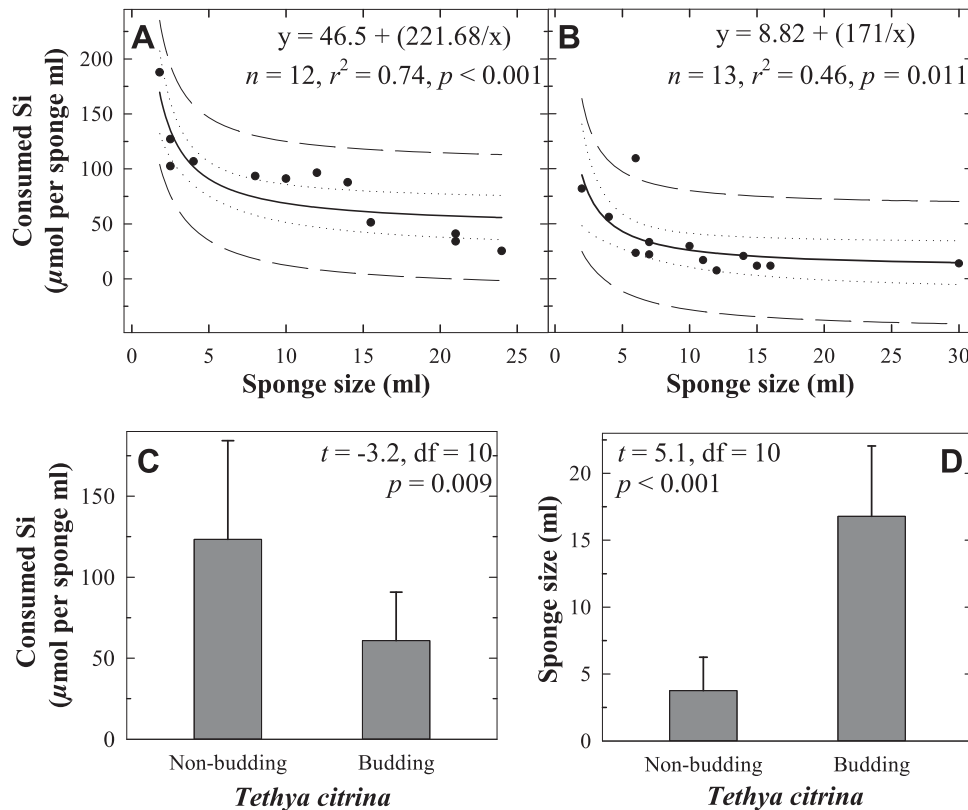 A
y = 46.5 + (221.68/x)
n = 12, r² = 0.74, p < 0.001
B
y = 8.82 + (171/x)
n = 13, r² = 0.46, p = 0.011
Consumed Si
(µmol per sponge ml)
200
150
100
50
0
0 5 10 15 20 25
Sponge size (ml)
0 10 20 30
Sponge size (ml)
C
t = -3.2, df = 10
p = 0.009
Consumed Si
(µmol per sponge ml)
150
100
50
0
Non-budding Budding
Tethya citrina
t = 5.1, df = 10
p < 0.001
D
Sponge size (ml)
20
15
10
5
0
Non-budding Budding
Tethya citrina